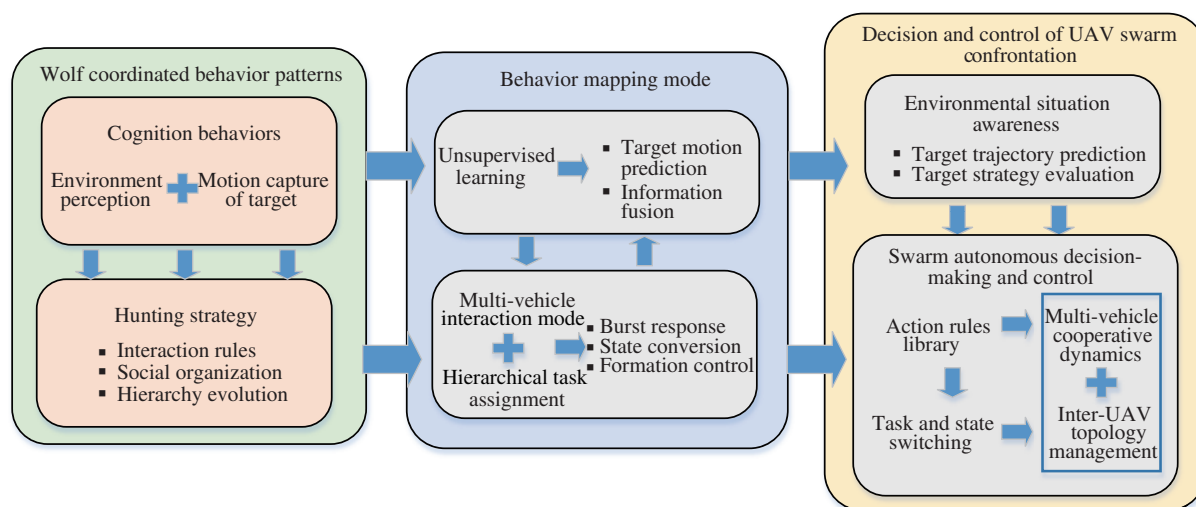 Wolf coordinated behavior patterns
Cognition behaviors
Environment
perception
Motion capture
of target
Hunting strategy
▪ Interaction rules
▪ Social organization
▪ Hierarchy evolution
Behavior mapping mode
Unsupervised
learning
▪ Target motion
prediction
▪ Information
fusion
Multi-vehicle
interaction mode
Hierarchical task
assignment
▪ Burst response
▪ State conversion
▪ Formation control
Decision and control of UAV swarm
confrontation
Environmental situation
awareness
▪ Target trajectory prediction
▪ Target strategy evaluation
Swarm autonomous decision-
making and control
Action rules
library
Task and state
switching
Multi-vehicle
cooperative
dynamics
Inter-UAV
topology
management